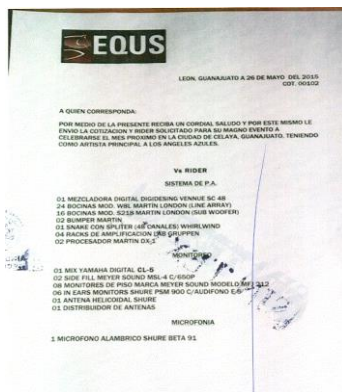 EQUS
LEON, GUANAJUATO A 26 DE MAYO DEL 2015
COT. 00102
A QUIEN CORRESPONDA:
POR MEDIO DE LA PRESENTE RECIBA UN CORDIAL SALUDO Y POR ESTE MISMO LE
ENVIO LA COTIZACION Y RIDER SOLICITADO PARA SU MAGNO EVENTO A
CELEBRARSE EL MES PROXIMO EN LA CIUDAD DE CELAYA, GUANAJUATO, TENIENDO
COMO ARTISTA PRINCIPAL A LOS ANGELES AZULES.
Vs RIDER
SISTEMA DE P.A.
01 MEZCLADORA DIGITAL DIGIDESING VENNUE SC 48
24 BOCINAS MOD. W8L MARTIN LONDON (LINE ARRAY)
16 BOCINAS MOD. S218 MARTIN LONDON (SUB WOOFER)
02 BUMPER MARTIN
01 SNAKE CON SPLITER (48 CANALES) WHIRLWIND
04 RACKS DE AMPLIFICACION LAB GRUPPEN
02 PROCESADOR MARTIN DX-1
MONITOREO
01 MIX YAMAHA DIGITAL CL-5
02 SIDE FILL MEYER SOUND MSL-4 C/650P
08 MONITORES DE PISO MARCA MEYER SOUND MODELO MFJ 212
06 IN EARS MONITORS SHURE PSM 900 C/AUDIFONO
01 ANTENA HELICOIDAL SHURE
01 DISTRIBUIDOR DE ANTENAS
MICROFONIA
1 MICROFONO ALAMBRICO SHURE BETA 91